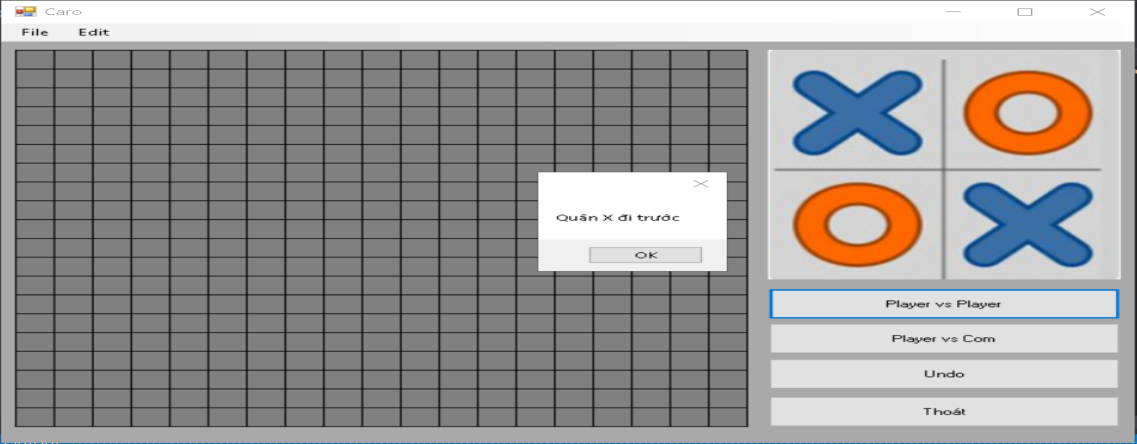 Caro
File Edit
Quân X đi trước
OK
Player vs Player
Player vs Com
Undo
Thoát